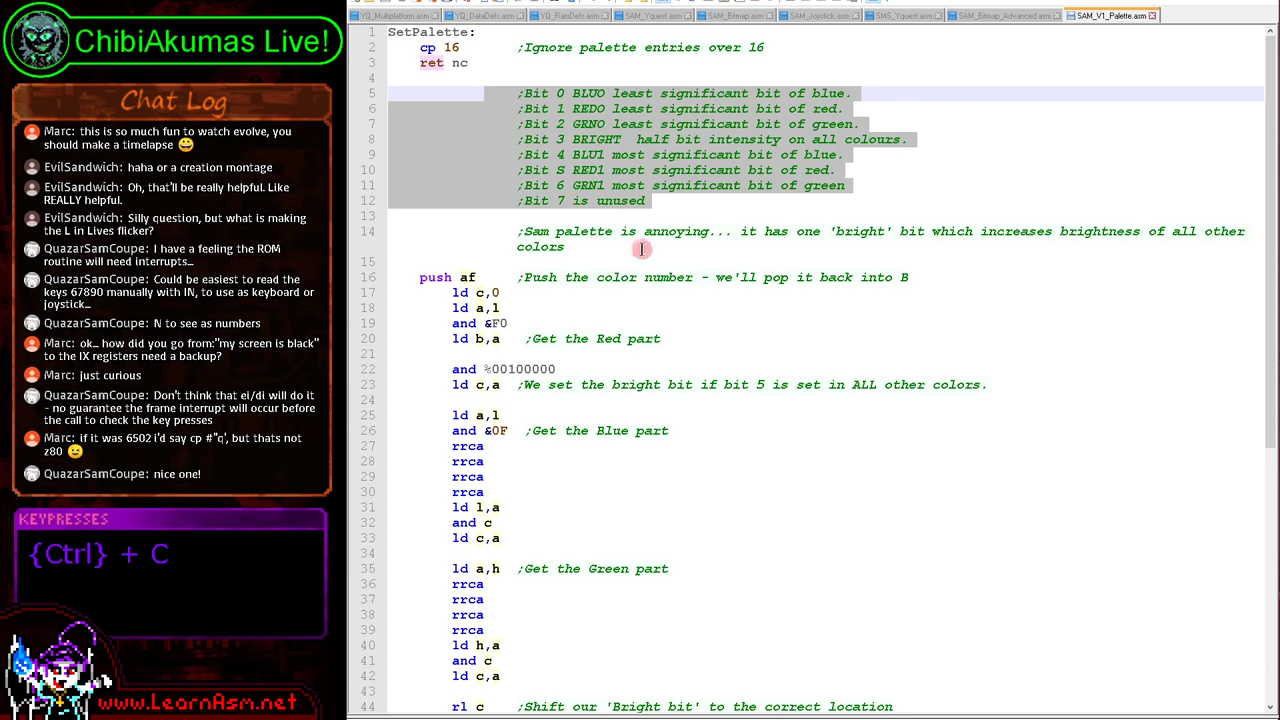 ChibiAkumas Live!
Chat Log
Marc: this is so much fun to watch evolve, you
should make a timelapse
EvilSandwich: haha or a creation montage
EvilSandwich: Oh, that'll be really helpful. Like
REALLY helpful.
EvilSandwich: Silly question, but what is making
the L in Lives flicker?
QuazarSamCoupe: I have a feeling the ROM
routine will need interrupts...
QuazarSamCoupe: Could be easiest to read the
keys 67890 manually with IN, to use as keyboard or
joystick...
QuazarSamCoupe: N to see as numbers
Marc: ok... how did you go from:"my screen is black"
to the IX registers need a backup?
Marc: just curious
QuazarSamCoupe: Don't think that ei/di will do it
- no guarantee the frame interrupt will occur before
the call to check the key presses
Marc: if it was 6502 i'd say cp #"q', but thats not
z80
QuazarSamCoupe: nice one!
KEYPRESSES
{Ctrl} + C
www.LearnAsm.net
YQ_Multiplatform.asm YQ_DataDefs.asm YQ_RamDefs.asm SAM_Yquest.asm SAM_Bitmap.asm SAM_Joystick.asm SMS_Yquest.asm SAM_Bitmap_Advanced.asm SAM_V1_Palette.asm
1 SetPalette:
2 cp 16 ;Ignore palette entries over 16
3 ret nc
4
5 ;Bit 0 BLUO least significant bit of blue.
6 ;Bit 1 REDO least significant bit of red.
7 ;Bit 2 GRNO least significant bit of green.
8 ;Bit 3 BRIGHT half bit intensity on all colours.
9 ;Bit 4 BLU1 most significant bit of blue.
10 ;Bit S RED1 most significant bit of red.
11 ;Bit 6 GRN1 most significant bit of green
12 ;Bit 7 is unused
13
14 ;Sam palette is annoying... it has one 'bright' bit which increases brightness of all other
colors
15
16 push af ;Push the color number - we'll pop it back into B
17 ld c,0
18 ld a,l
19 and &F0
20 ld b,a ;Get the Red part
21
22 and %00100000
23 ld c,a ;We set the bright bit if bit 5 is set in ALL other colors.
24
25 ld a,l
26 and &0F ;Get the Blue part
27 rrca
28 rrca
29 rrca
30 rrca
31 ld l,a
32 and c
33 ld c,a
34
35 ld a,h ;Get the Green part
36 rrca
37 rrca
38 rrca
39 rrca
40 ld h,a
41 and c
42 ld c,a
43
44 rl c ;Shift our 'Bright bit' to the correct location